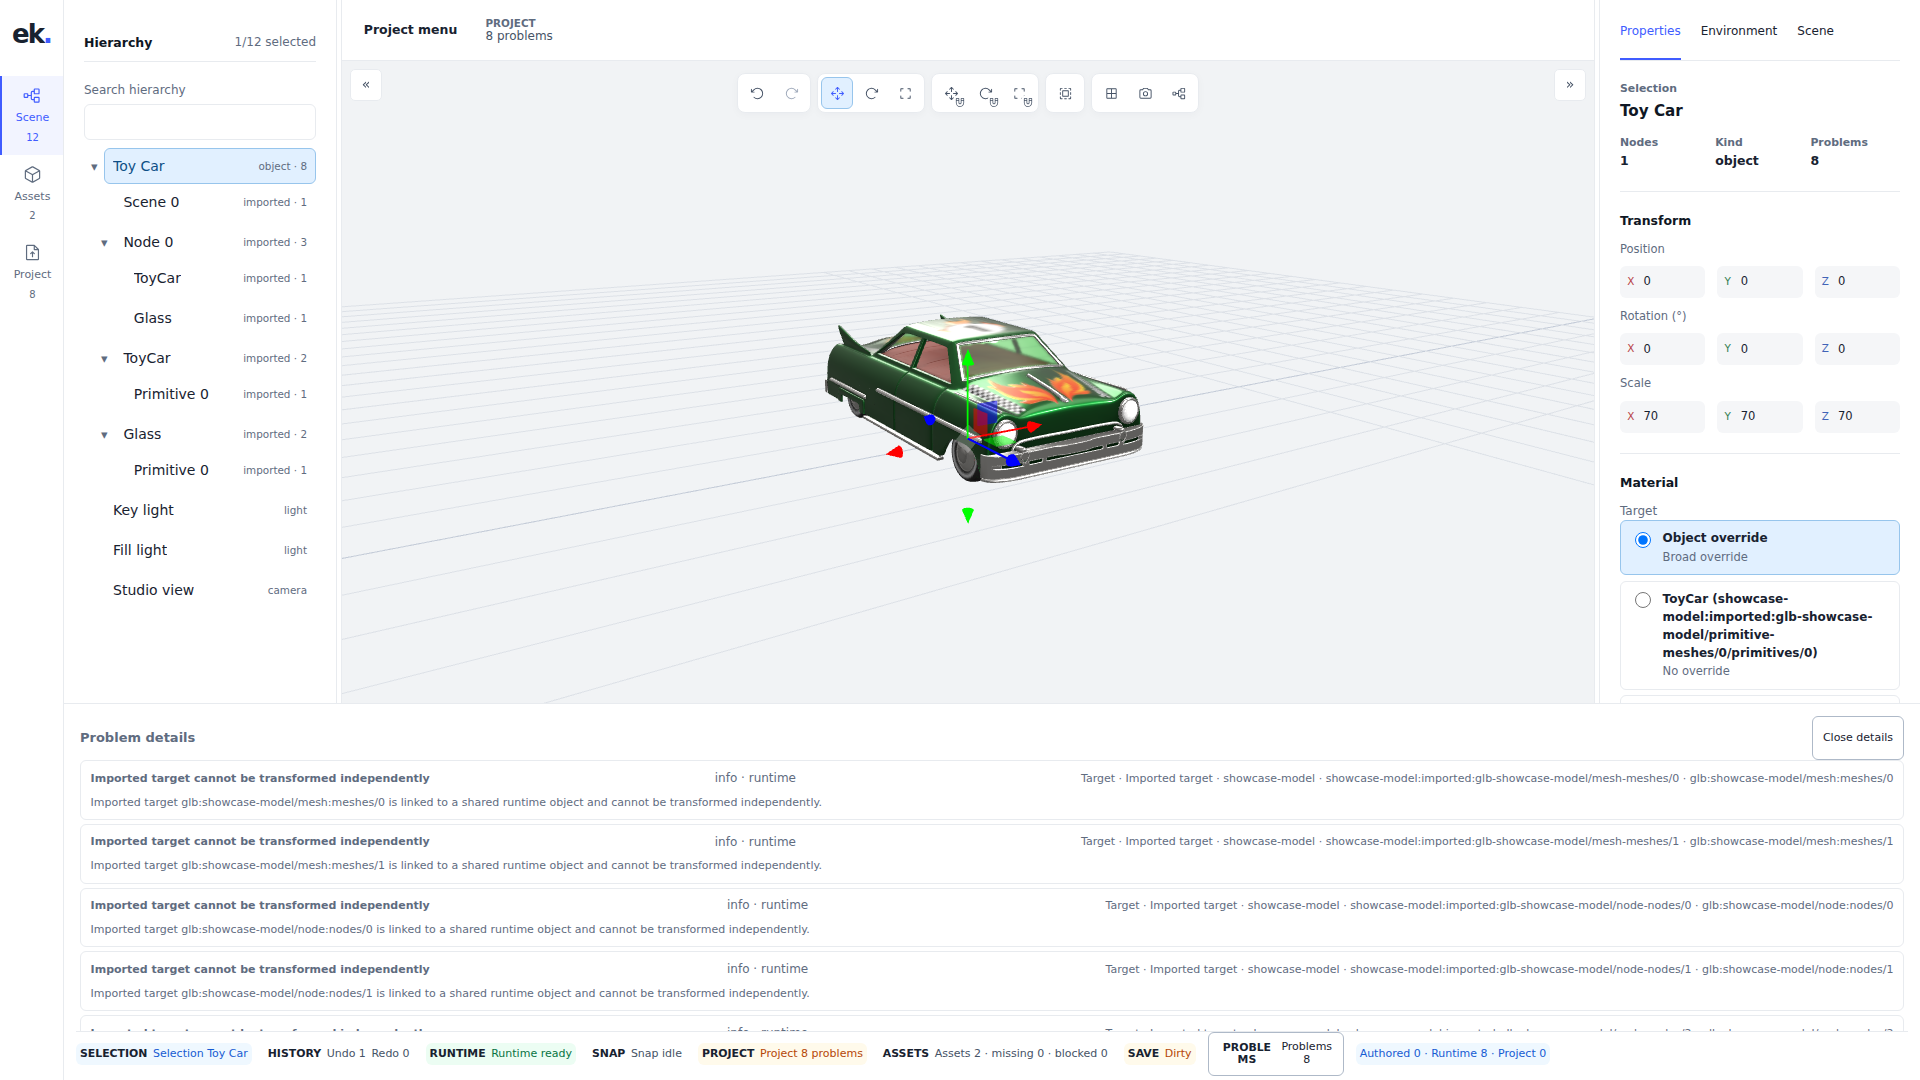 ek.
Scene
12
Assets
2
Project
8
Hierarchy 1/12 selected
Search hierarchy
Toy Car object · 8
Scene 0 imported · 1
Node 0 imported · 3
ToyCar imported · 1
Glass imported · 1
ToyCar imported · 2
Primitive 0 imported · 1
Glass imported · 2
Primitive 0 imported · 1
Key light light
Fill light light
Studio view camera
Project menu
PROJECT
8 problems
Properties Environment Scene
Selection
Toy Car
Nodes Kind Problems
1 object 8
Transform
Position
X 0 Y 0 Z 0
Rotation (°)
X 0 Y 0 Z 0
Scale
X 70 Y 70 Z 70
Material
Target
Object override
Broad override
ToyCar (showcase-
model:imported:glb-showcase-
model/primitive-
meshes/0/primitives/0)
No override
Problem details Close details
Imported target cannot be transformed independently info · runtime Target · Imported target · showcase-model · showcase-model:imported:glb-showcase-model/mesh-meshes/0 · glb:showcase-model/mesh:meshes/0
Imported target glb:showcase-model/mesh:meshes/0 is linked to a shared runtime object and cannot be transformed independently.
Imported target cannot be transformed independently info · runtime Target · Imported target · showcase-model · showcase-model:imported:glb-showcase-model/mesh-meshes/1 · glb:showcase-model/mesh:meshes/1
Imported target glb:showcase-model/mesh:meshes/1 is linked to a shared runtime object and cannot be transformed independently.
Imported target cannot be transformed independently info · runtime Target · Imported target · showcase-model · showcase-model:imported:glb-showcase-model/node-nodes/0 · glb:showcase-model/node:nodes/0
Imported target glb:showcase-model/node:nodes/0 is linked to a shared runtime object and cannot be transformed independently.
Imported target cannot be transformed independently info · runtime Target · Imported target · showcase-model · showcase-model:imported:glb-showcase-model/node-nodes/1 · glb:showcase-model/node:nodes/1
Imported target glb:showcase-model/node:nodes/1 is linked to a shared runtime object and cannot be transformed independently.
SELECTION Selection Toy Car HISTORY Undo 1 Redo 0 RUNTIME Runtime ready SNAP Snap idle PROJECT Project 8 problems ASSETS Assets 2 · missing 0 · blocked 0 SAVE Dirty PROBLE
MS Problems
8 Authored 0 · Runtime 8 · Project 0